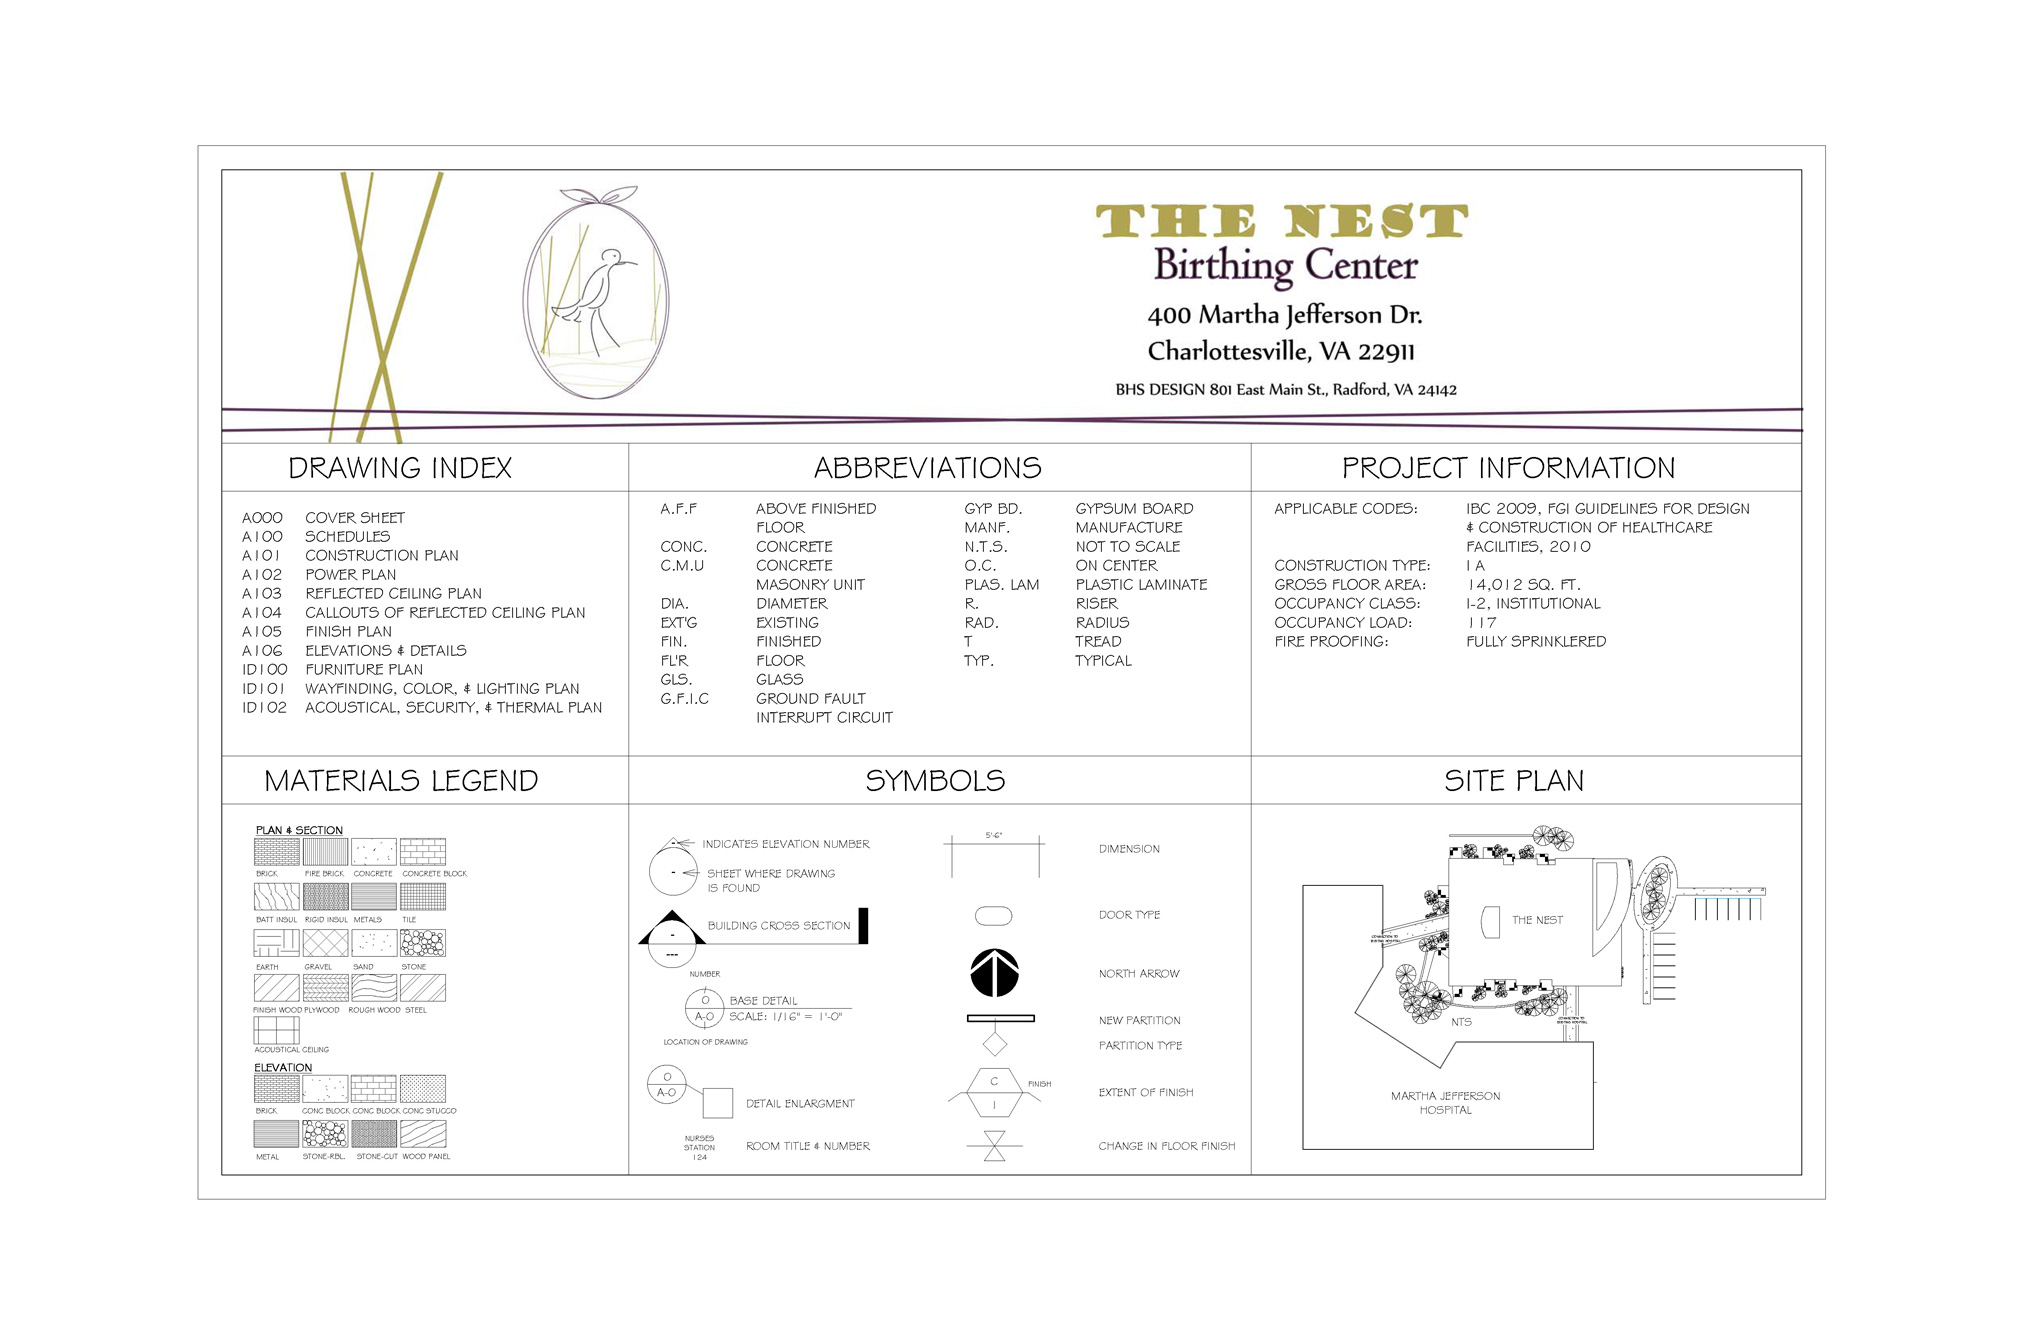 THE NEST
Birthing Center
400 Martha Jefferson Dr.
Charlottesville, VA 22911
BHS DESIGN 801 East Main St., Radford, VA 24142
DRAWING INDEX
A000 COVER SHEET
A100 SCHEDULES
A101 CONSTRUCTION PLAN
A102 POWER PLAN
A103 REFLECTED CEILING PLAN
A104 CALLOUTS OF REFLECTED CEILING PLAN
A105 FINISH PLAN
A106 ELEVATIONS & DETAILS
ID100 FURNITURE PLAN
ID101 WAYFINDING, COLOR, & LIGHTING PLAN
ID102 ACOUSTICAL, SECURITY, & THERMAL PLAN
ABBREVIATIONS
A.F.F ABOVE FINISHED
FLOOR
CONC. CONCRETE
C.M.U CONCRETE
MASONRY UNIT
DIA. DIAMETER
EXT'G EXISTING
FIN. FINISHED
FL'R FLOOR
GLS. GLASS
G.F.I.C GROUND FAULT
INTERRUPT CIRCUIT
GYP BD. GYPSUM BOARD
MANF. MANUFACTURE
N.T.S. NOT TO SCALE
O.C. ON CENTER
PLAS. LAM PLASTIC LAMINATE
R. RISER
RAD. RADIUS
T TREAD
TYP. TYPICAL
PROJECT INFORMATION
APPLICABLE CODES: IBC 2009, FGI GUIDELINES FOR DESIGN
& CONSTRUCTION OF HEALTHCARE
FACILITIES, 2010
CONSTRUCTION TYPE: 1A
GROSS FLOOR AREA: 14,012 SQ. FT.
OCCUPANCY CLASS: I-2, INSTITUTIONAL
OCCUPANCY LOAD: 117
FIRE PROOFING: FULLY SPRINKLERED
MATERIALS LEGEND
PLAN & SECTION
BRICK FIRE BRICK CONCRETE CONCRETE BLOCK
BATT INSUL RIGID INSUL METALS TILE
EARTH GRAVEL SAND STONE
FINISH WOOD PLYWOOD ROUGH WOOD STEEL
ACOUSTICAL CEILING
ELEVATION
BRICK CONC BLOCK CONC BLOCK CONC STUCCO
METAL STONE-RBL. STONE-CUT WOOD PANEL
SYMBOLS
INDICATES ELEVATION NUMBER
SHEET WHERE DRAWING
IS FOUND
BUILDING CROSS SECTION
NUMBER
O BASE DETAIL
A-O SCALE: 1/16" = 1'-0"
LOCATION OF DRAWING
O
A-O
DETAIL ENLARGMENT
NURSES
STATION
124
ROOM TITLE & NUMBER
5'-6"
DIMENSION
DOOR TYPE
NORTH ARROW
NEW PARTITION
PARTITION TYPE
C
1
FINISH
EXTENT OF FINISH
CHANGE IN FLOOR FINISH
SITE PLAN
THE NEST
CONNECTION TO
EXISTING HOSPITAL
NTS
CONNECTION TO
EXISTING HOSPITAL
MARTHA JEFFERSON
HOSPITAL